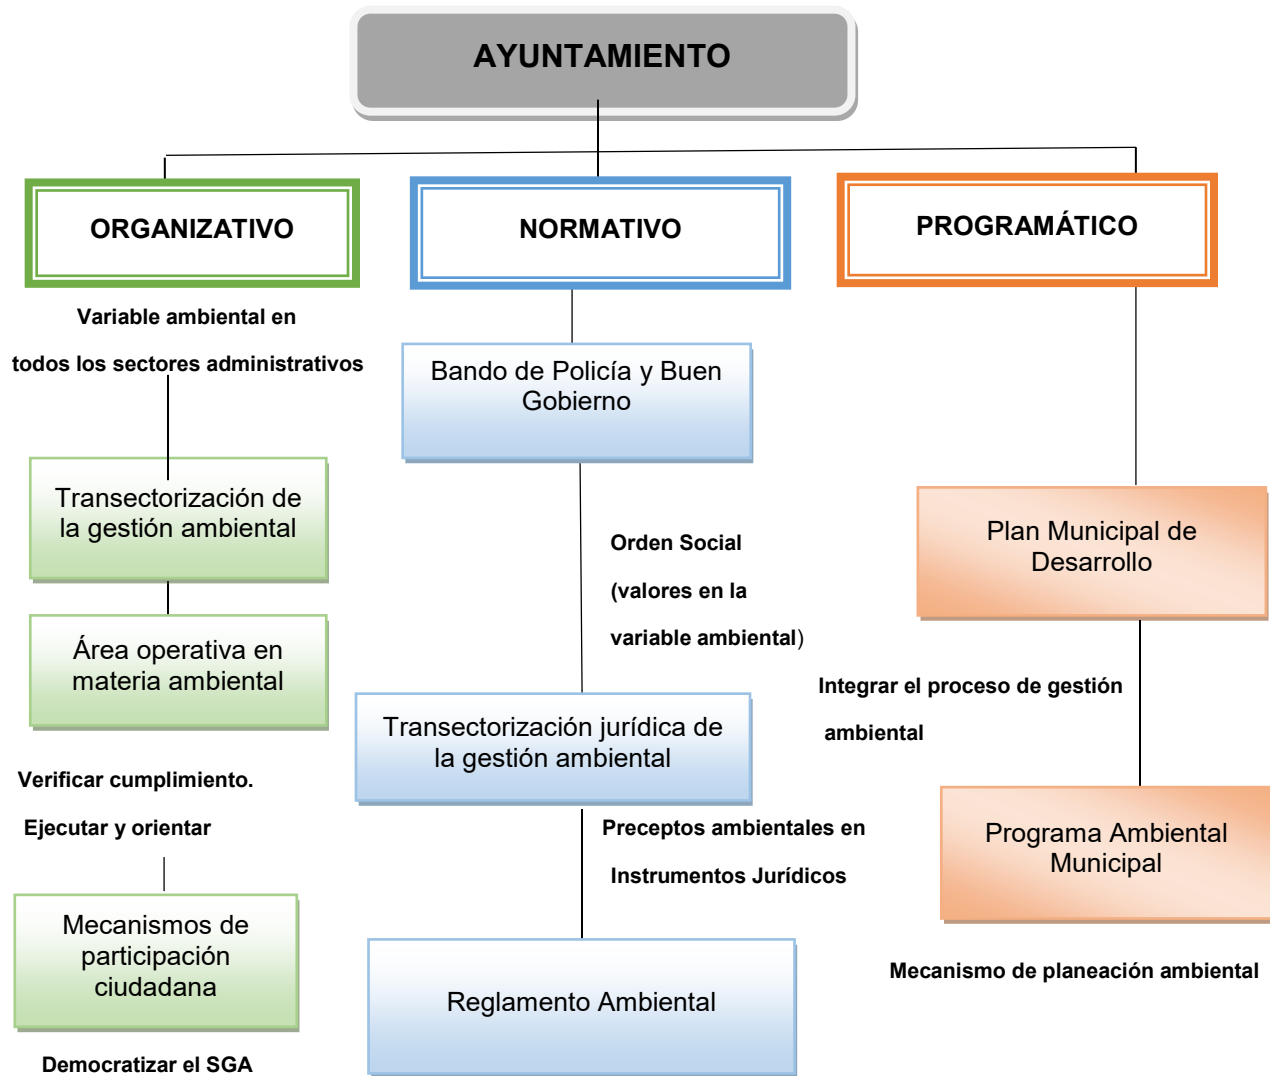 AYUNTAMIENTO
ORGANIZATIVO
Variable ambiental en
todos los sectores administrativos
Transectorización de
la gestión ambiental
Área operativa en
materia ambiental
Verificar cumplimiento.
Ejecutar y orientar
Mecanismos de
participación
ciudadana
Democratizar el SGA
NORMATIVO
Bando de Policía y Buen
Gobierno
Orden Social
(valores en la
variable ambiental)
Transectorización jurídica de
la gestión ambiental
Preceptos ambientales en
Instrumentos Jurídicos
Reglamento Ambiental
PROGRAMÁTICO
Plan Municipal de
Desarrollo
Integrar el proceso de gestión
ambiental
Programa Ambiental
Municipal
Mecanismo de planeación ambiental